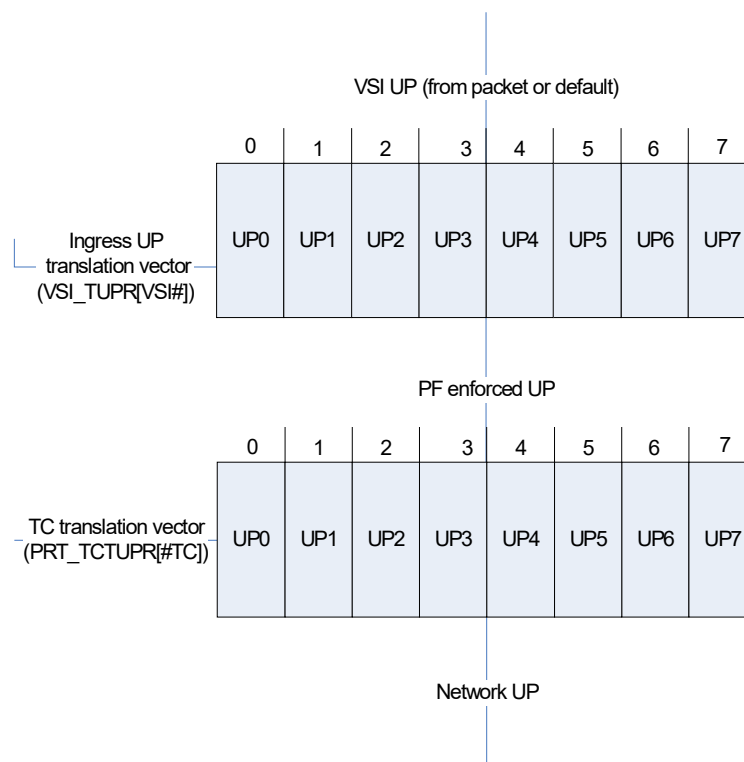 VSI UP (from packet or default)
0 1 2 3 4 5 6 7
Ingress UP
translation vector
(VSI_TUPR[VSI#])
UP0 UP1 UP2 UP3 UP4 UP5 UP6 UP7
PF enforced UP
0 1 2 3 4 5 6 7
TC translation vector
(PRT_TCTUPR[#TC])
UP0 UP1 UP2 UP3 UP4 UP5 UP6 UP7
Network UP